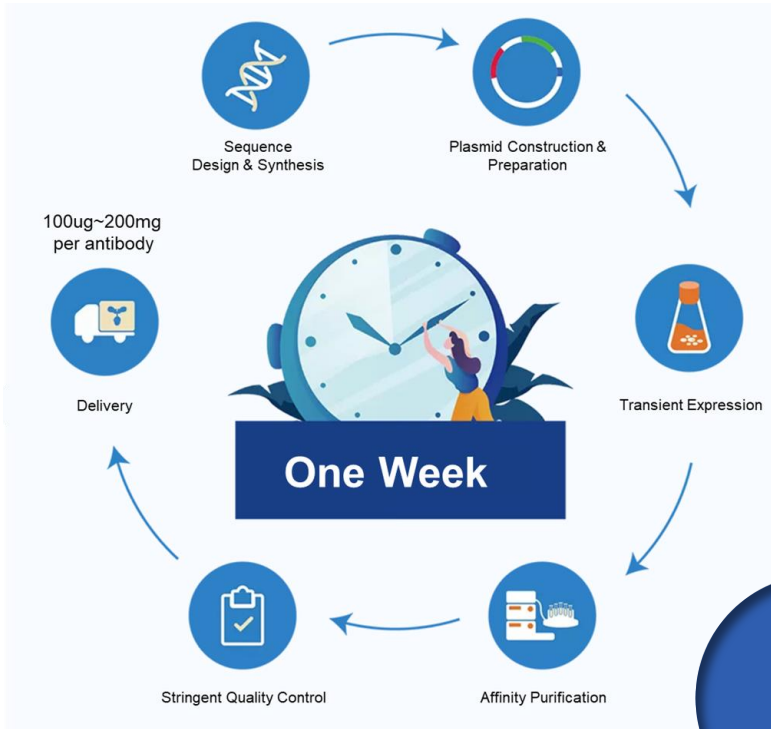 Sequence
Design & Synthesis
Plasmid Construction &
Preparation
Transient Expression
Affinity Purification
Stringent Quality Control
100ug~200mg
per antibody
Delivery
One Week